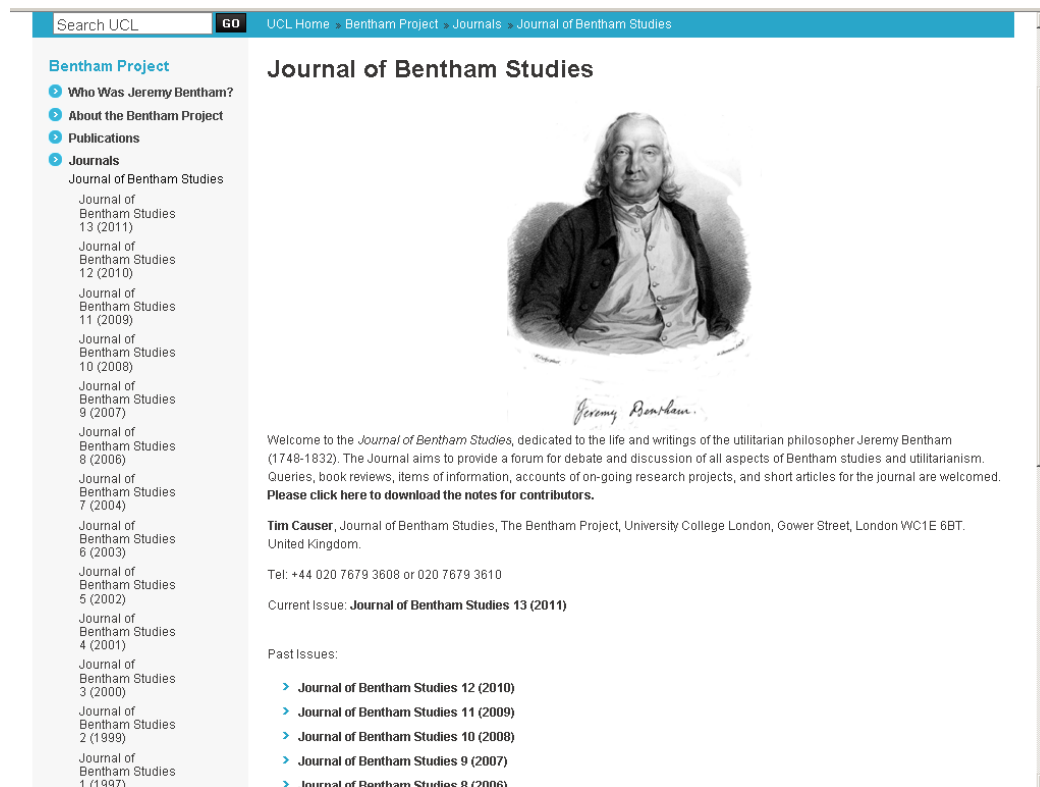 Search UCL
GO
UCL Home » Bentham Project » Journals » Journal of Bentham Studies
Bentham Project
Who Was Jeremy Bentham?
About the Bentham Project
Publications
Journals
Journal of Bentham Studies
Journal of
Bentham Studies
13 (2011)
Journal of
Bentham Studies
12 (2010)
Journal of
Bentham Studies
11 (2009)
Journal of
Bentham Studies
10 (2008)
Journal of
Bentham Studies
9 (2007)
Journal of
Bentham Studies
8 (2006)
Journal of
Bentham Studies
7 (2004)
Journal of
Bentham Studies
6 (2003)
Journal of
Bentham Studies
5 (2002)
Journal of
Bentham Studies
4 (2001)
Journal of
Bentham Studies
3 (2000)
Journal of
Bentham Studies
2 (1999)
Journal of
Bentham Studies
1 (1997)
Journal of Bentham Studies
Jeremy Bentham.
Welcome to the Journal of Bentham Studies, dedicated to the life and writings of the utilitarian philosopher Jeremy Bentham
(1748-1832). The Journal aims to provide a forum for debate and discussion of all aspects of Bentham studies and utilitarianism.
Queries, book reviews, items of information, accounts of on-going research projects, and short articles for the journal are welcomed.
Please click here to download the notes for contributors.
Tim Causer, Journal of Bentham Studies, The Bentham Project, University College London, Gower Street, London WC1E 6BT.
United Kingdom.
Tel: +44 020 7679 3608 or 020 7679 3610
Current Issue: Journal of Bentham Studies 13 (2011)
Past Issues:
Journal of Bentham Studies 12 (2010)
Journal of Bentham Studies 11 (2009)
Journal of Bentham Studies 10 (2008)
Journal of Bentham Studies 9 (2007)
Journal of Bentham Studies 8 (2006)